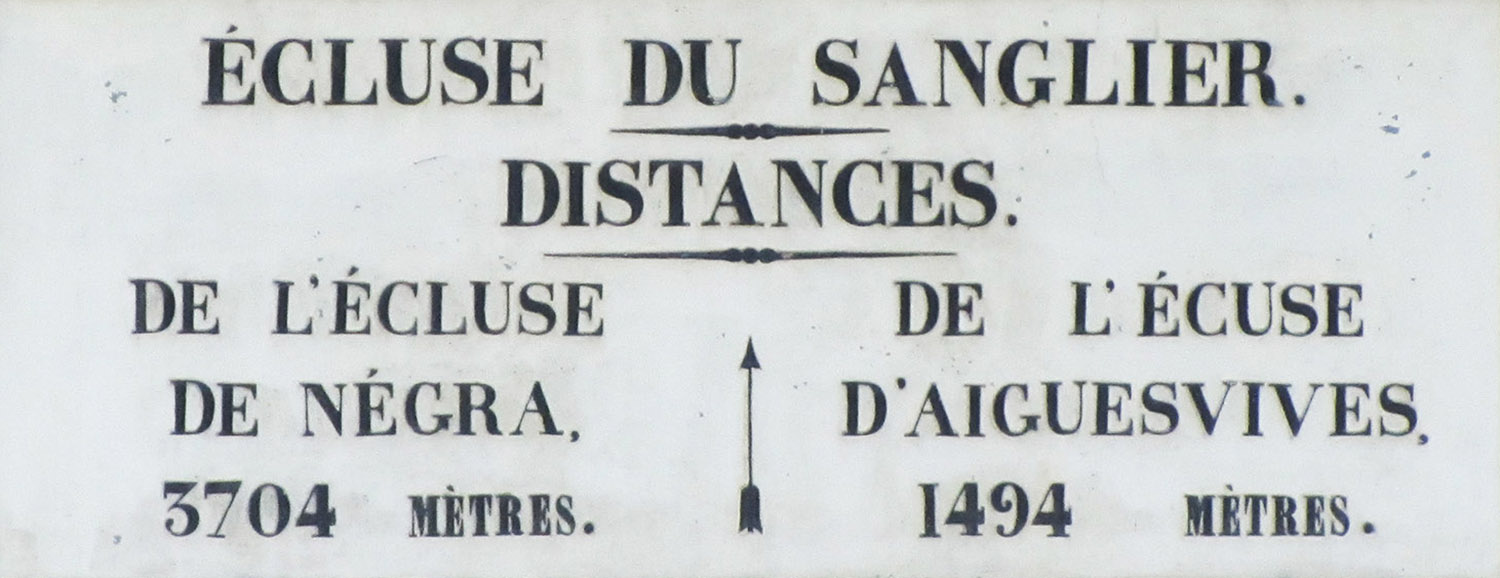 ÉCLUSE DU SANGLIER.
DISTANCES.
DE L'ÉCLUSE
DE NÉGRA,
3704 MÈTRES.
DE L'ÉCUSE
D'AIGUESVIVES,
1494 MÈTRES.